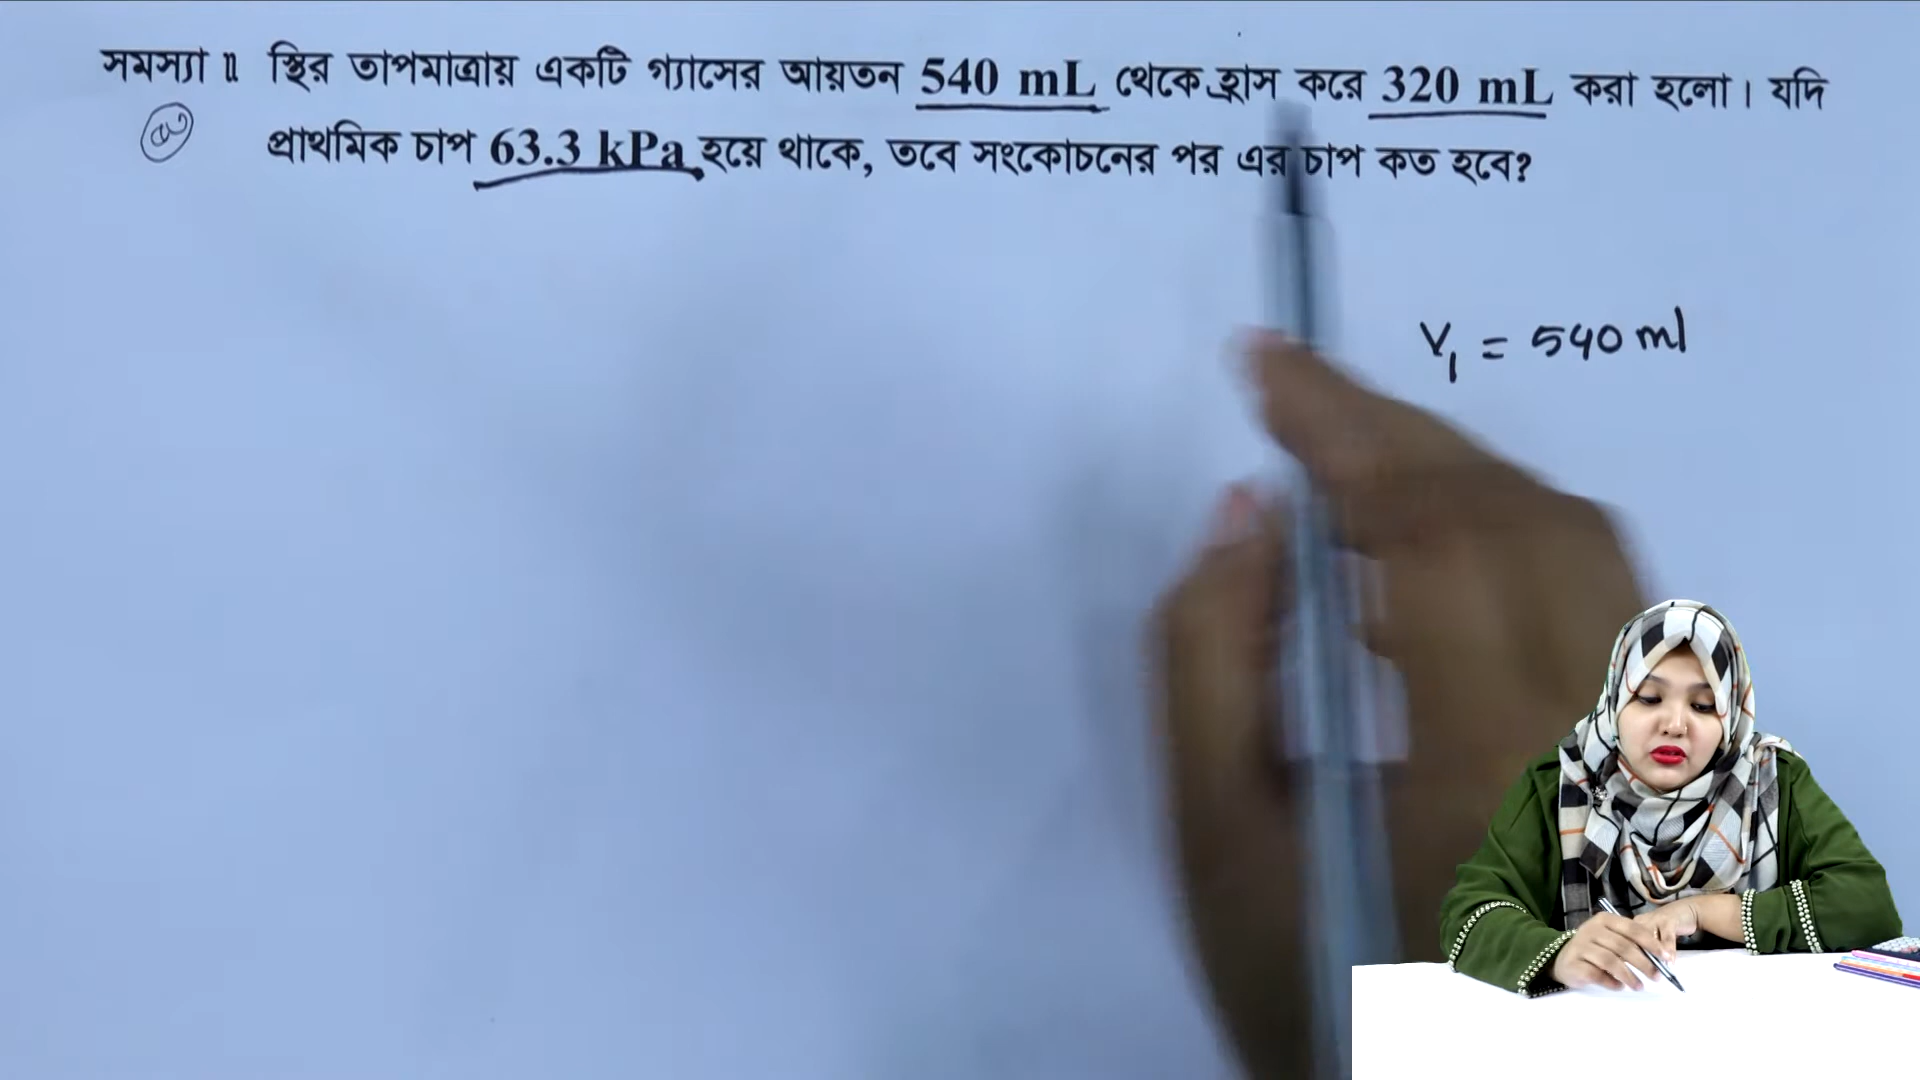 সমস্যা ॥ স্থির তাপমাত্রায় একটি গ্যাসের আয়তন 540 mL থেকে হ্রাস করে 320 mL করা হলো। যদি
প্রাথমিক চাপ 63.3 kPa হয়ে থাকে, তবে সংকোচনের পর এর চাপ কত হবে?
V₁ = 540 ml